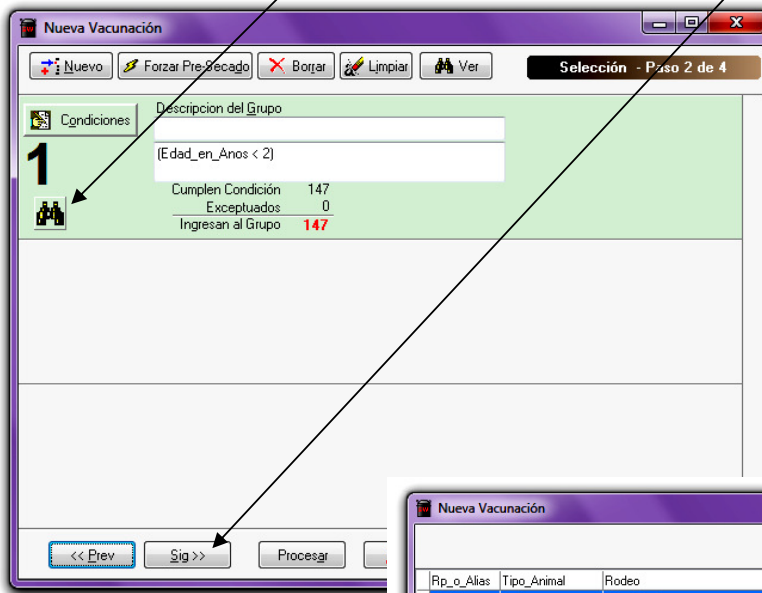 Nueva Vacunación
Nuevo Forzar Pre-Secado Borrar Limpiar Ver Selección - Paso 2 de 4
Condiciones
Descripcion del Grupo
1
(Edad_en_Anos < 2)
Cumplen Condición 147
Exceptuados 0
Ingresan al Grupo 147
<< Prev Sig >> Procesar
Nueva Vacunación
Rp_o_Alias Tipo_Animal Rodeo